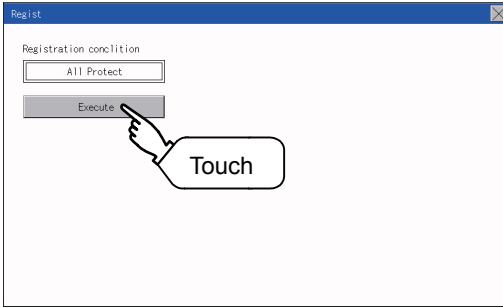 Regist
Registration conclition
All Protect
Execute
Touch